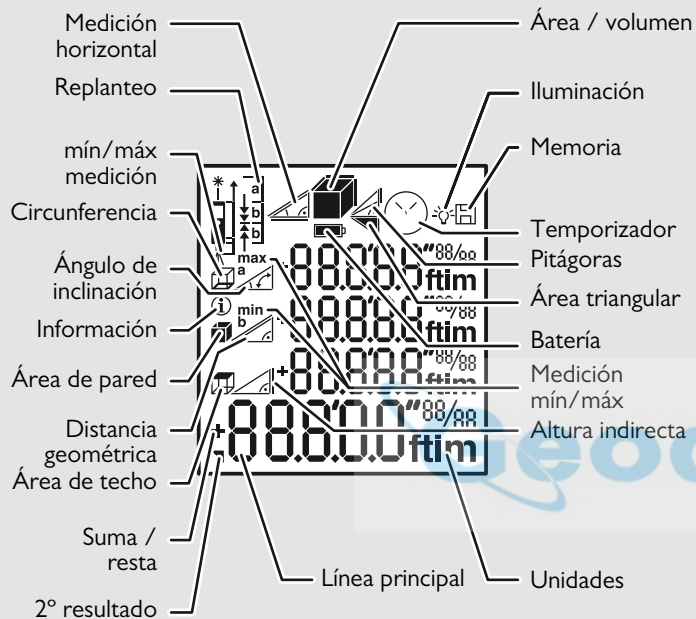 Medición
horizontal
Replanteo
mín/máx
medición
Circunferencia
Ángulo de
inclinación
Información
Área de pared
Distancia
geométrica
Área de techo
Suma /
resta
2º resultado
Línea principal
Área / volumen
Iluminación
Memoria
Temporizador
Pitágoras
Área triangular
Batería
Medición
mín/máx
Altura indirecta
Unidades
a
b
b
max
a
min
b
ftim
ftim
ftim
ftim